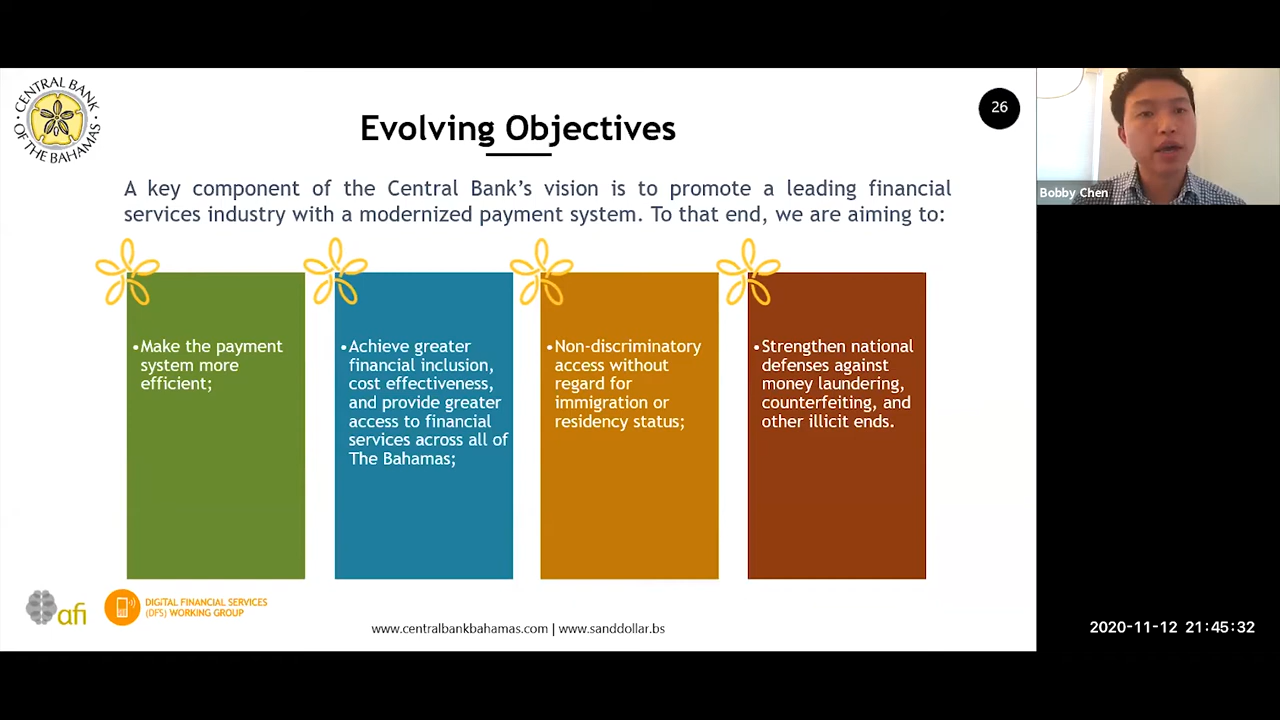 CENTRAL BANK
OF THE BAHAMAS
26
Evolving Objectives
Bobby Chen
A key component of the Central Bank's vision is to promote a leading financial
services industry with a modernized payment system. To that end, we are aiming to:
•Make the payment
system more
efficient;
•Achieve greater
financial inclusion,
cost effectiveness,
and provide greater
access to financial
services across all of
The Bahamas;
•Non-discriminatory
access without
regard for
immigration or
residency status;
•Strengthen national
defenses against
money laundering,
counterfeiting, and
other illicit ends.
afi
DIGITAL FINANCIAL SERVICES
(DFS) WORKING GROUP
www.centralbankbahamas.com | www.sanddollar.bs
2020-11-12 21:45:32